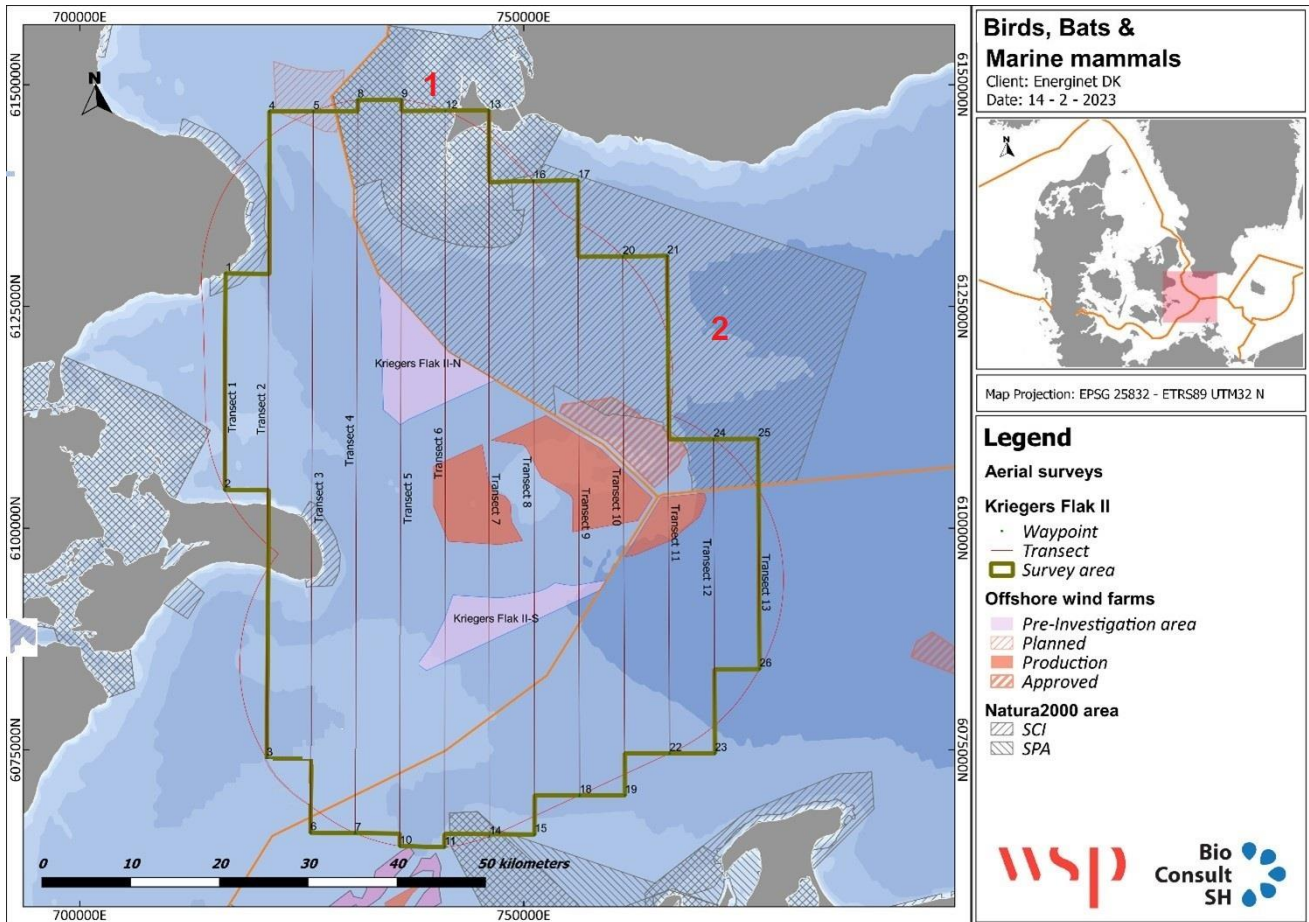 700000E
750000E
6150000N
6125000N
6100000N
6075000N
6150000N
6125000N
6100000N
6075000N
N
1
2
4
5
8
9
12
13
16
17
20
21
1
2
24
25
Kriegers Flak II-N
Transect 1
Transect 2
Transect 3
Transect 4
Transect 5
Transect 6
Transect 7
Transect 8
Transect 9
Transect 10
Transect 11
Transect 12
Transect 13
Kriegers Flak II-S
26
3
22
23
18
19
6
7
10
11
14
15
0 10 20 30 40 50 kilometers
700000E
750000E
Birds, Bats &
Marine mammals
Client: Energinet DK
Date: 14 - 2 - 2023
N
Map Projection: EPSG 25832 - ETRS89 UTM32 N
Legend
Aerial surveys
Kriegers Flak II
Waypoint
Transect
Survey area
Offshore wind farms
Pre-Investigation area
Planned
Production
Approved
Natura2000 area
SCI
SPA
wsp
Bio
Consult
SH